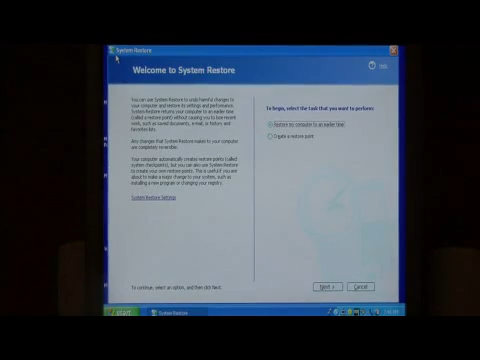 System Restore
Welcome to System Restore
Help
You can use System Restore to undo harmful changes to
your computer and restore its settings and performance.
System Restore returns your computer to an earlier time
(called a restore point) without causing you to lose recent
work, such as saved documents, e-mail, or history and
favorites lists.
Any changes that System Restore makes to your computer
are completely reversible.
Your computer automatically creates restore points (called
system checkpoints), but you can also use System Restore
to create your own restore points. This is useful if you are
about to make a major change to your system, such as
installing a new program or changing your registry.
System Restore Settings
To begin, select the task that you want to perform:
Restore my computer to an earlier time
Create a restore point
To continue, select an option, and then click Next.
Next >
Cancel
start
System Restore